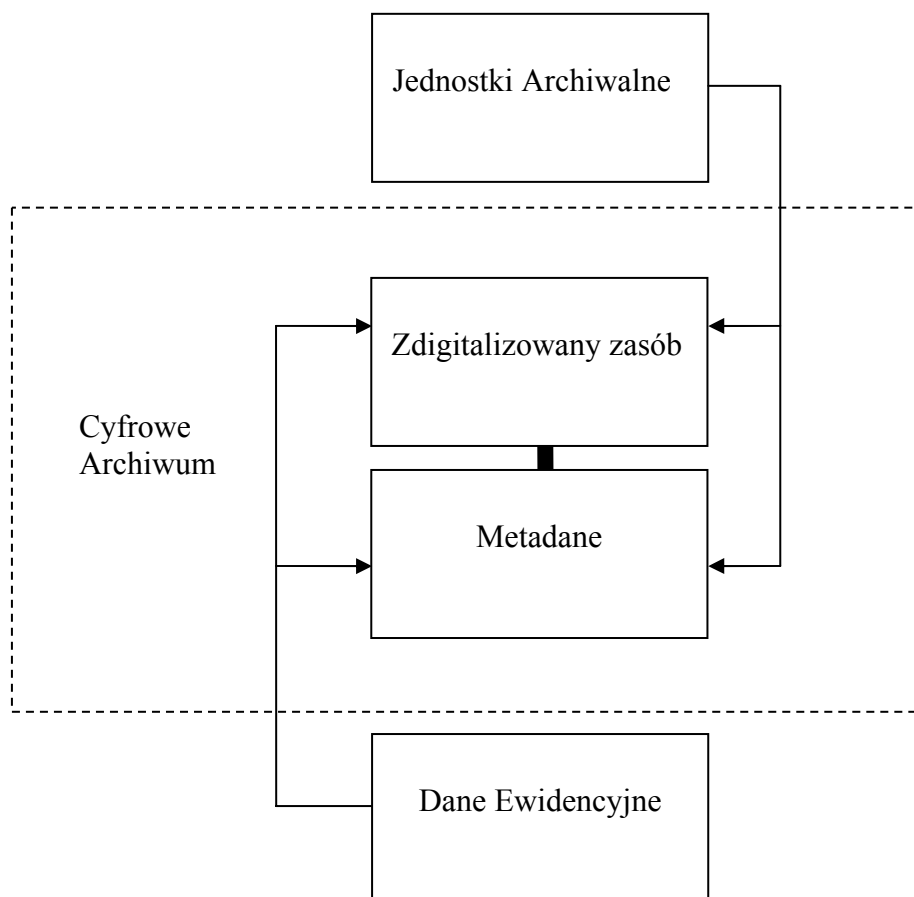 Jednostki Archiwalne
Zdigitalizowany zasób
Cyfrowe
Archiwum
Metadane
Dane Ewidencyjne